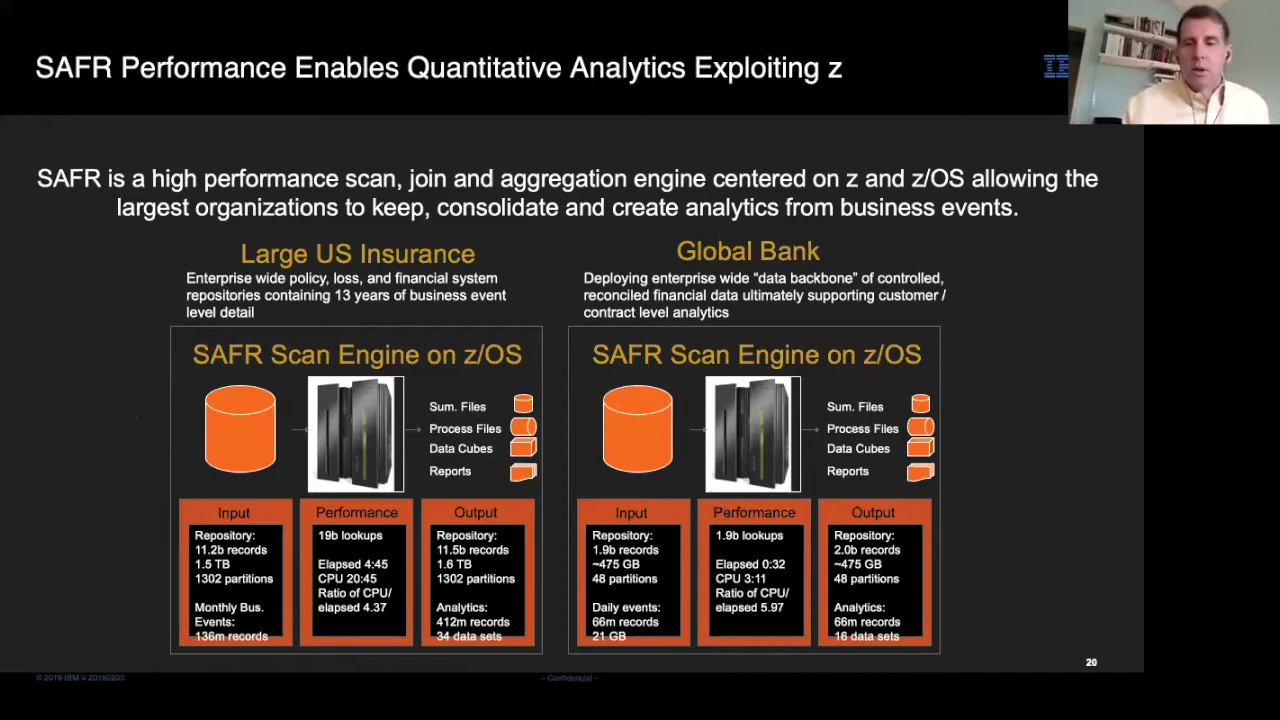 SAFR Performance Enables Quantitative Analytics Exploiting z
SAFR is a high performance scan, join and aggregation engine centered on z and z/OS allowing the
largest organizations to keep, consolidate and create analytics from business events.
Large US Insurance
Enterprise wide policy, loss, and financial system
repositories containing 13 years of business event
level detail
SAFR Scan Engine on z/OS
Sum. Files
Process Files
Data Cubes
Reports
Input
Repository:
11.2b records
1.5 TB
1302 partitions
Monthly Bus.
Events:
136m records
Performance
19b lookups
Elapsed 4:45
CPU 20:45
Ratio of CPU/
elapsed 4.37
Output
Repository:
11.5b records
1.6 TB
1302 partitions
Analytics:
412m records
34 data sets
Global Bank
Deploying enterprise wide “data backbone” of controlled,
reconciled financial data ultimately supporting customer /
contract level analytics
SAFR Scan Engine on z/OS
Sum. Files
Process Files
Data Cubes
Reports
Input
Repository:
1.9b records
~475 GB
48 partitions
Daily events:
66m records
21 GB
Performance
1.9b lookups
Elapsed 0:32
CPU 3:11
Ratio of CPU/
elapsed 5.97
Output
Repository:
2.0b records
~475 GB
48 partitions
Analytics:
66m records
16 data sets
20
© 2019 IBM
– Confidencial –